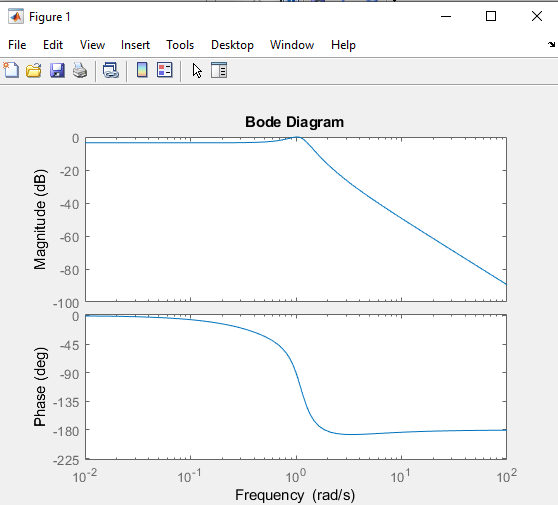 Figure 1
File Edit View Insert Tools Desktop Window Help
Bode Diagram
Magnitude (dB)
0
-20
-40
-60
-80
-100
Phase (deg)
0
-45
-90
-135
-180
-225
10^-2 10^-1 10^0 10^1 10^2
Frequency (rad/s)